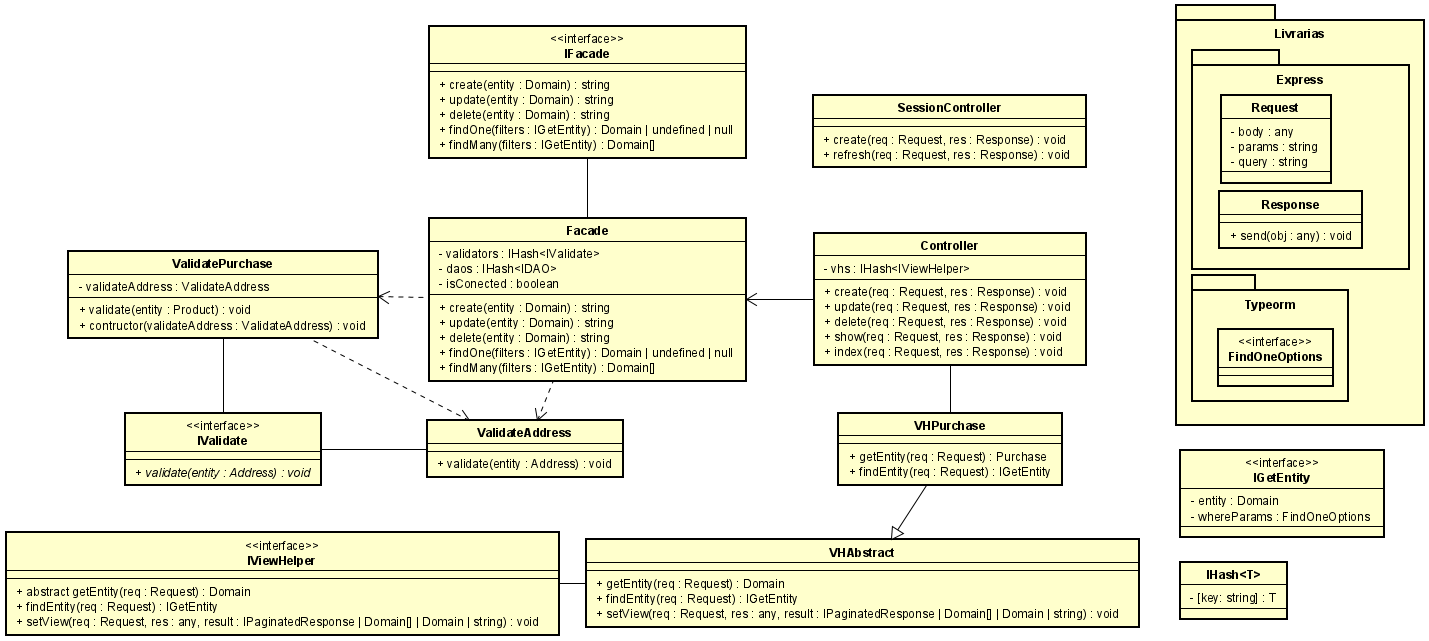 <<interface>>
IFacade
+ create(entity : Domain) : string
+ update(entity : Domain) : string
+ delete(entity : Domain) : string
+ findOne(filters : IGetEntity) : Domain | undefined | null
+ findMany(filters : IGetEntity) : Domain[]
SessionController
+ create(req : Request, res : Response) : void
+ refresh(req : Request, res : Response) : void
Livrarias
Express
Request
- body : any
- params : string
- query : string
Response
+ send(obj : any) : void
Typeorm
<<interface>>
FindOneOptions
ValidatePurchase
- validateAddress : ValidateAddress
+ validate(entity : Product) : void
+ contructor(validateAddress : ValidateAddress) : void
Facade
- validators : IHash<IValidate>
- daos : IHash<IDAO>
- isConected : boolean
+ create(entity : Domain) : string
+ update(entity : Domain) : string
+ delete(entity : Domain) : string
+ findOne(filters : IGetEntity) : Domain | undefined | null
+ findMany(filters : IGetEntity) : Domain[]
Controller
- vhs : IHash<IViewHelper>
+ create(req : Request, res : Response) : void
+ update(req : Request, res : Response) : void
+ delete(req : Request, res : Response) : void
+ show(req : Request, res : Response) : void
+ index(req : Request, res : Response) : void
<<interface>>
IValidate
+ validate(entity : Address) : void
ValidateAddress
+ validate(entity : Address) : void
VHPurchase
+ getEntity(req : Request) : Purchase
+ findEntity(req : Request) : IGetEntity
<<interface>>
IGetEntity
- entity : Domain
- whereParams : FindOneOptions
<<interface>>
IViewHelper
+ abstract getEntity(req : Request) : Domain
+ findEntity(req : Request) : IGetEntity
+ setView(req : Request, res : any, result : IPaginatedResponse | Domain[] | Domain | string) : void
VHAbstract
+ getEntity(req : Request) : Domain
+ findEntity(req : Request) : IGetEntity
+ setView(req : Request, res : any, result : IPaginatedResponse | Domain[] | Domain | string) : void
IHash<T>
- [key: string] : T